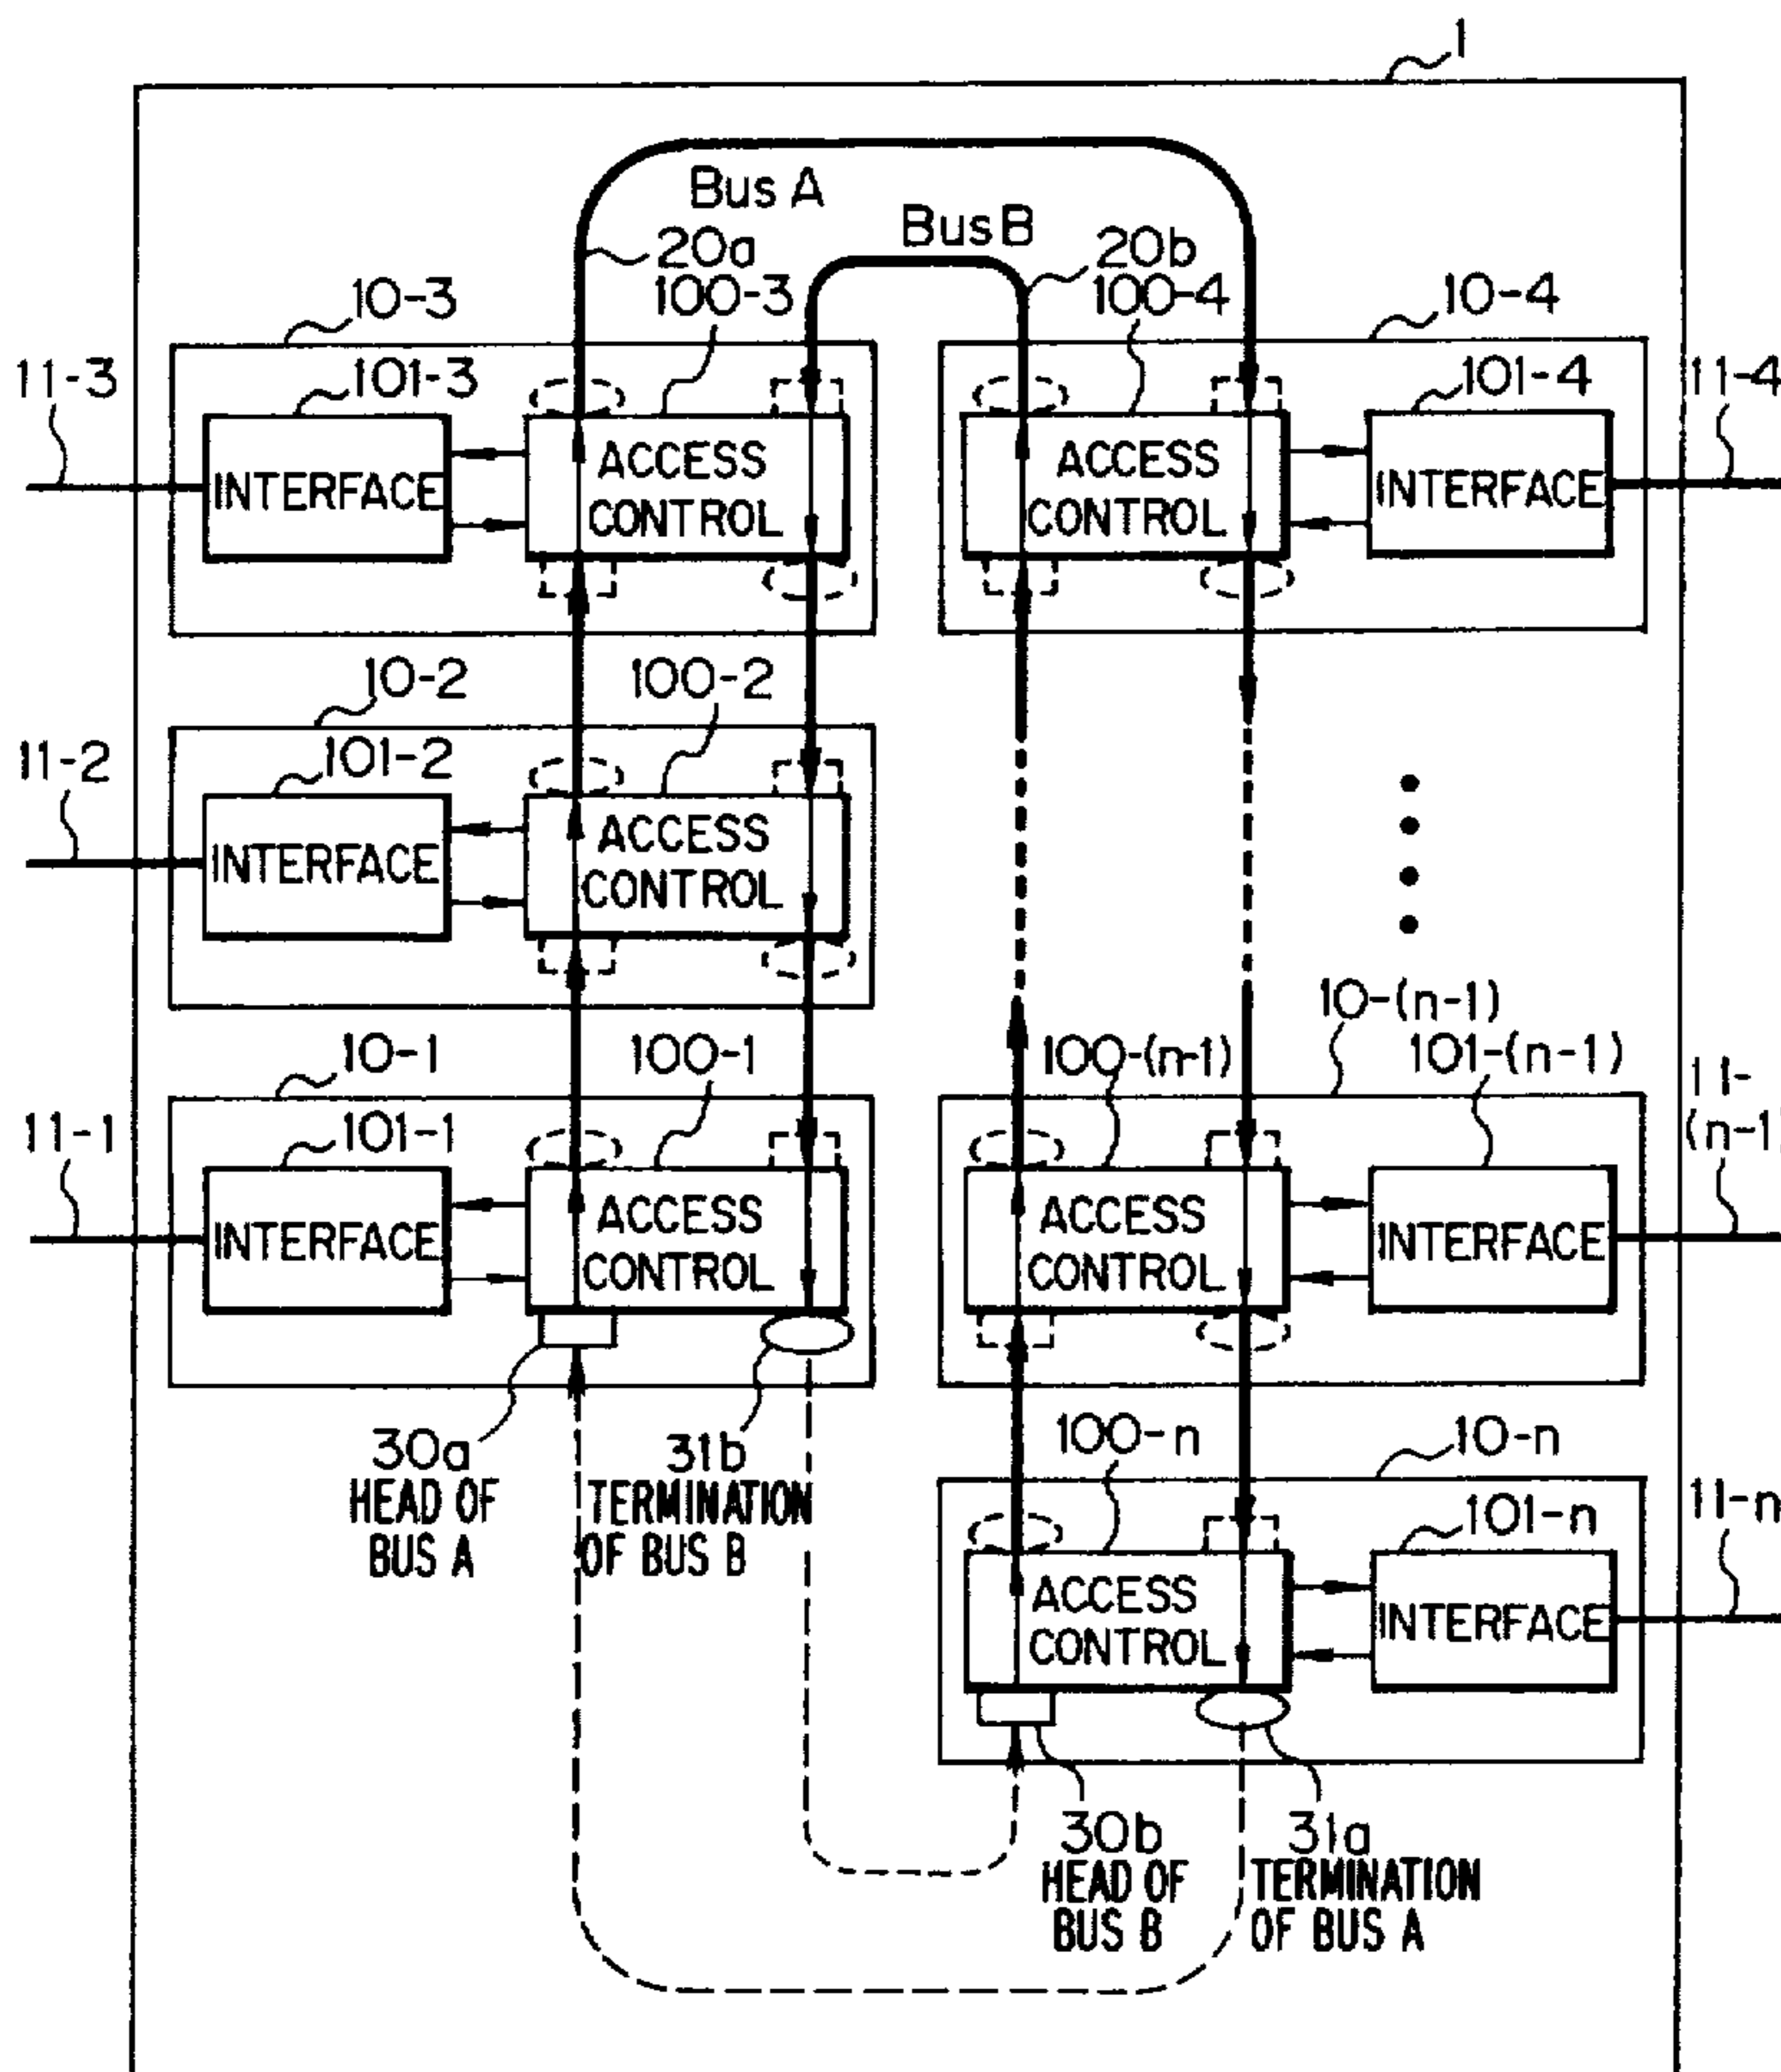 1
Bus A
Bus B
20a
20b
10-3
100-3
100-4
10-4
11-3
101-3
101-4
11-4
INTERFACE
ACCESS
CONTROL
ACCESS
CONTROL
INTERFACE
10-2
100-2
11-2
101-2
INTERFACE
ACCESS
CONTROL
10-(n-1)
10-1
100-1
100-(n-1)
101-(n-1)
11-
(n-1)
11-1
101-1
INTERFACE
ACCESS
CONTROL
ACCESS
CONTROL
INTERFACE
30a
HEAD OF
BUS A
31b
TERMINATION
OF BUS B
100-n
10-n
101-n
11-n
ACCESS
CONTROL
INTERFACE
30b
HEAD OF
BUS B
31a
TERMINATION
OF BUS A